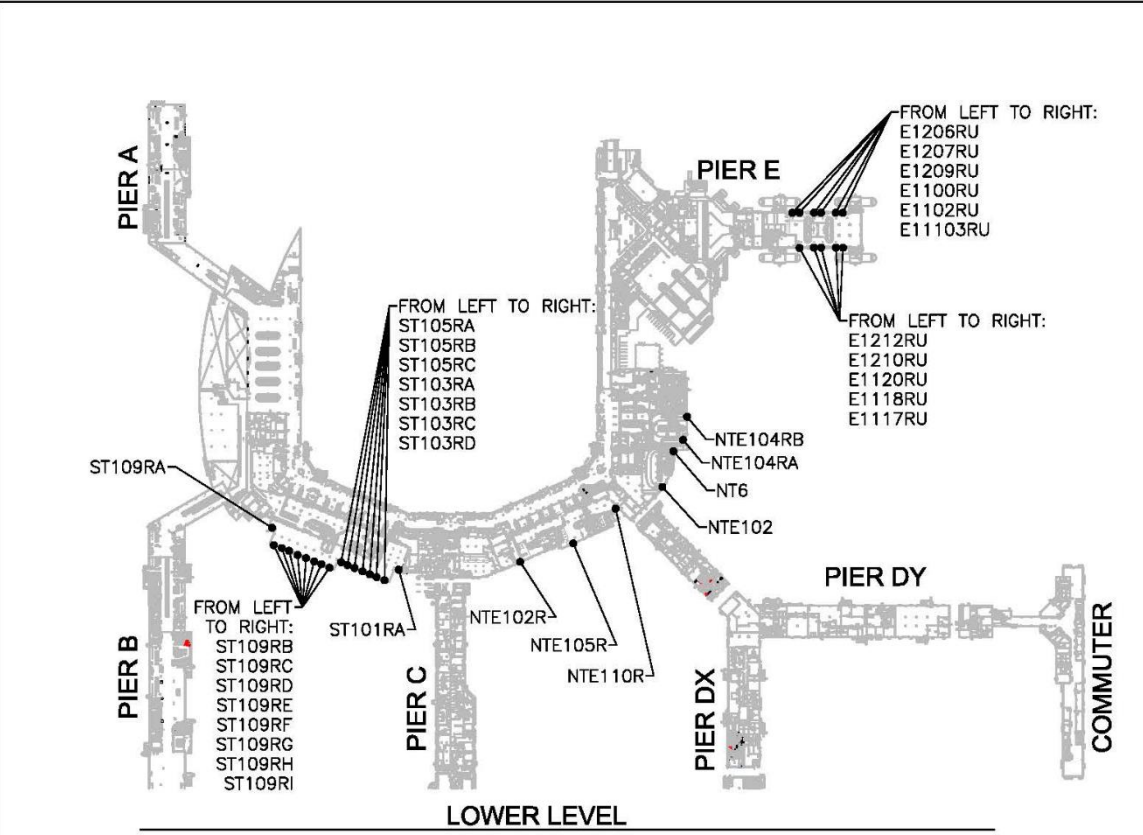 PIER A
PIER E
FROM LEFT TO RIGHT:
E1206RU
E1207RU
E1209RU
E1100RU
E1102RU
E11103RU
FROM LEFT TO RIGHT:
E1212RU
E1210RU
E1120RU
E1118RU
E1117RU
FROM LEFT TO RIGHT:
ST105RA
ST105RB
ST105RC
ST103RA
ST103RB
ST103RC
ST103RD
NTE104RB
NTE104RA
NT6
NTE102
ST109RA
FROM LEFT
TO RIGHT:
ST109RB
ST109RC
ST109RD
ST109RE
ST109RF
ST109RG
ST109RH
ST109RI
ST101RA
NTE102R
NTE105R
NTE110R
PIER B
PIER C
PIER DX
PIER DY
COMMUTER
LOWER LEVEL